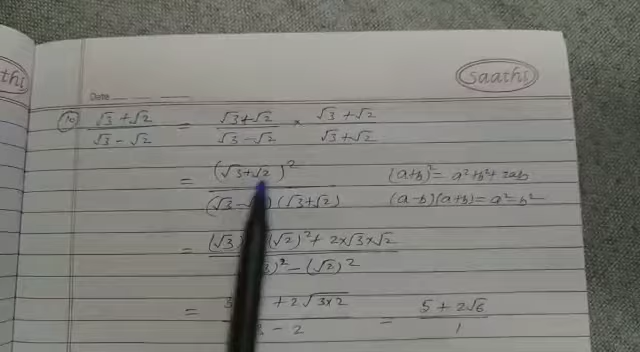 thi
saathi
Date
10 √3+√2 / √3-√2 = √3+√2 / √3-√2 × √3+√2 / √3+√2
= (√3+√2)² / (√3- )(√3+√2) (a+b)² = a²+b²+2ab
(a-b)(a+b) = a²-b²
= (√3) (√2)² + 2×√3×√2 / 3)² - (√2)²
= 3 + 2√3×2 / - 2 = 5 + 2√6 / 1